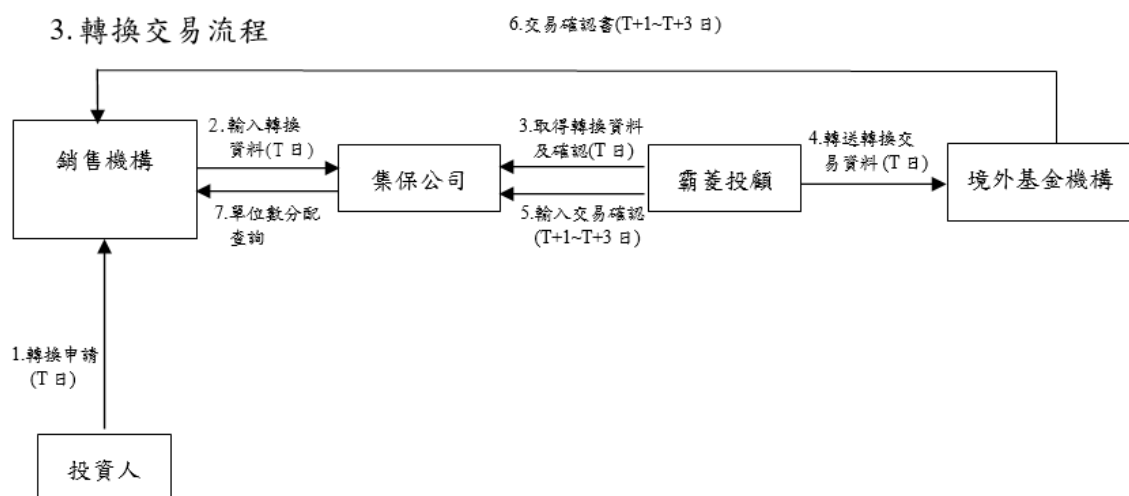 3.轉換交易流程
6.交易確認書(T+1~T+3 日)
銷售機構
2.輸入轉換
資料(T 日)
集保公司
3.取得轉換資料
及確認(T 日)
霸菱投顧
4.轉送轉換交
易資料 (T 日)
境外基金機構
7.單位數分配
查詢
5.輸入交易確認
(T+1~T+3 日)
1.轉換申請
(T 日)
投資人